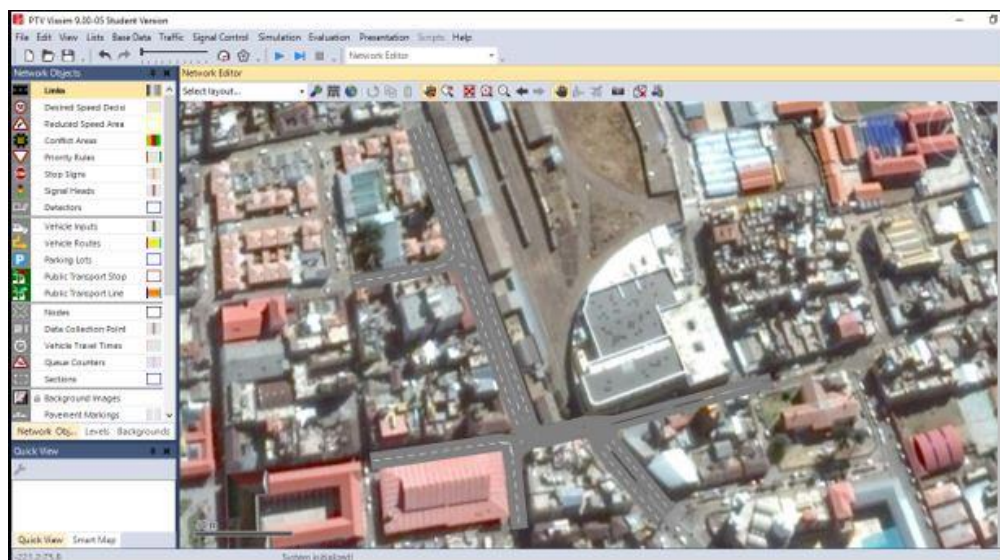 PTV Vissim 9.00-05 Student Version
File Edit View Lists Base Data Traffic Signal Control Simulation Evaluation Presentation Scripts Help
Network Editor
Network Objects
Network Editor
Select layout...
Links
Desired Speed Decisi
Reduced Speed Area
Conflict Areas
Priority Rules
Stop Signs
Signal Heads
Detectors
Vehicle Inputs
Vehicle Routes
Parking Lots
Public Transport Stop
Public Transport Line
Nodes
Data Collection Point
Vehicle Travel Times
Queue Counters
Sections
Background Images
Pavement Markings
Network Obj... Levels Backgrounds
Quick View
Quick View Smart Map
System initialized!